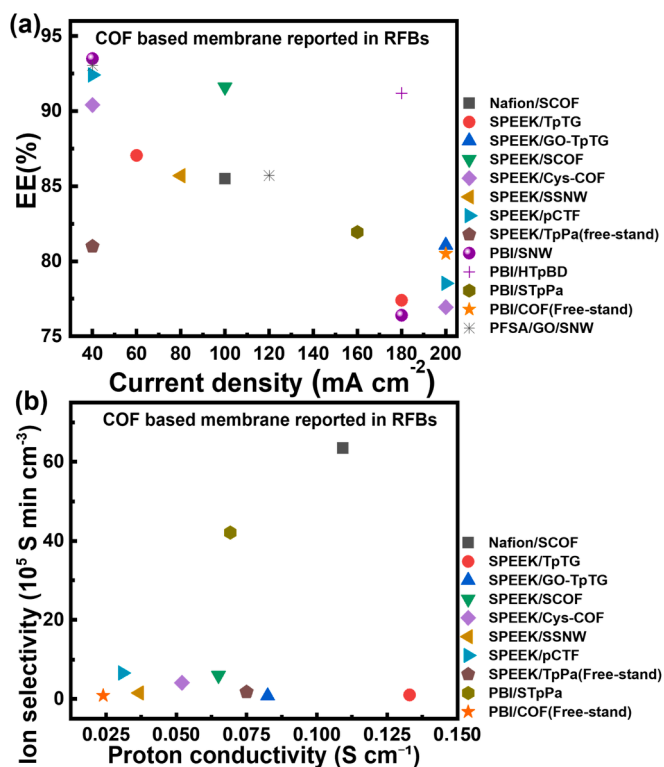 (a)
COF based membrane reported in RFBs
95
90
85
80
75
EE(%)
40 60 80 100 120 140 160 180 200
Current density (mA cm⁻²)
Nafion/SCOF
SPEEK/TpTG
SPEEK/GO-TpTG
SPEEK/SCOF
SPEEK/Cys-COF
SPEEK/SSNW
SPEEK/pCTF
SPEEK/TpPa(free-stand)
PBI/SNW
PBI/HTpBD
PBI/STpPa
PBI/COF(Free-stand)
PFSA/GO/SNW
(b)
COF based membrane reported in RFBs
60
40
20
0
Ion selectivity (10⁵ S min cm⁻³)
0.025 0.050 0.075 0.100 0.125 0.150
Proton conductivity (S cm⁻¹)
Nafion/SCOF
SPEEK/TpTG
SPEEK/GO-TpTG
SPEEK/SCOF
SPEEK/Cys-COF
SPEEK/SSNW
SPEEK/pCTF
SPEEK/TpPa(Free-stand)
PBI/STpPa
PBI/COF(Free-stand)